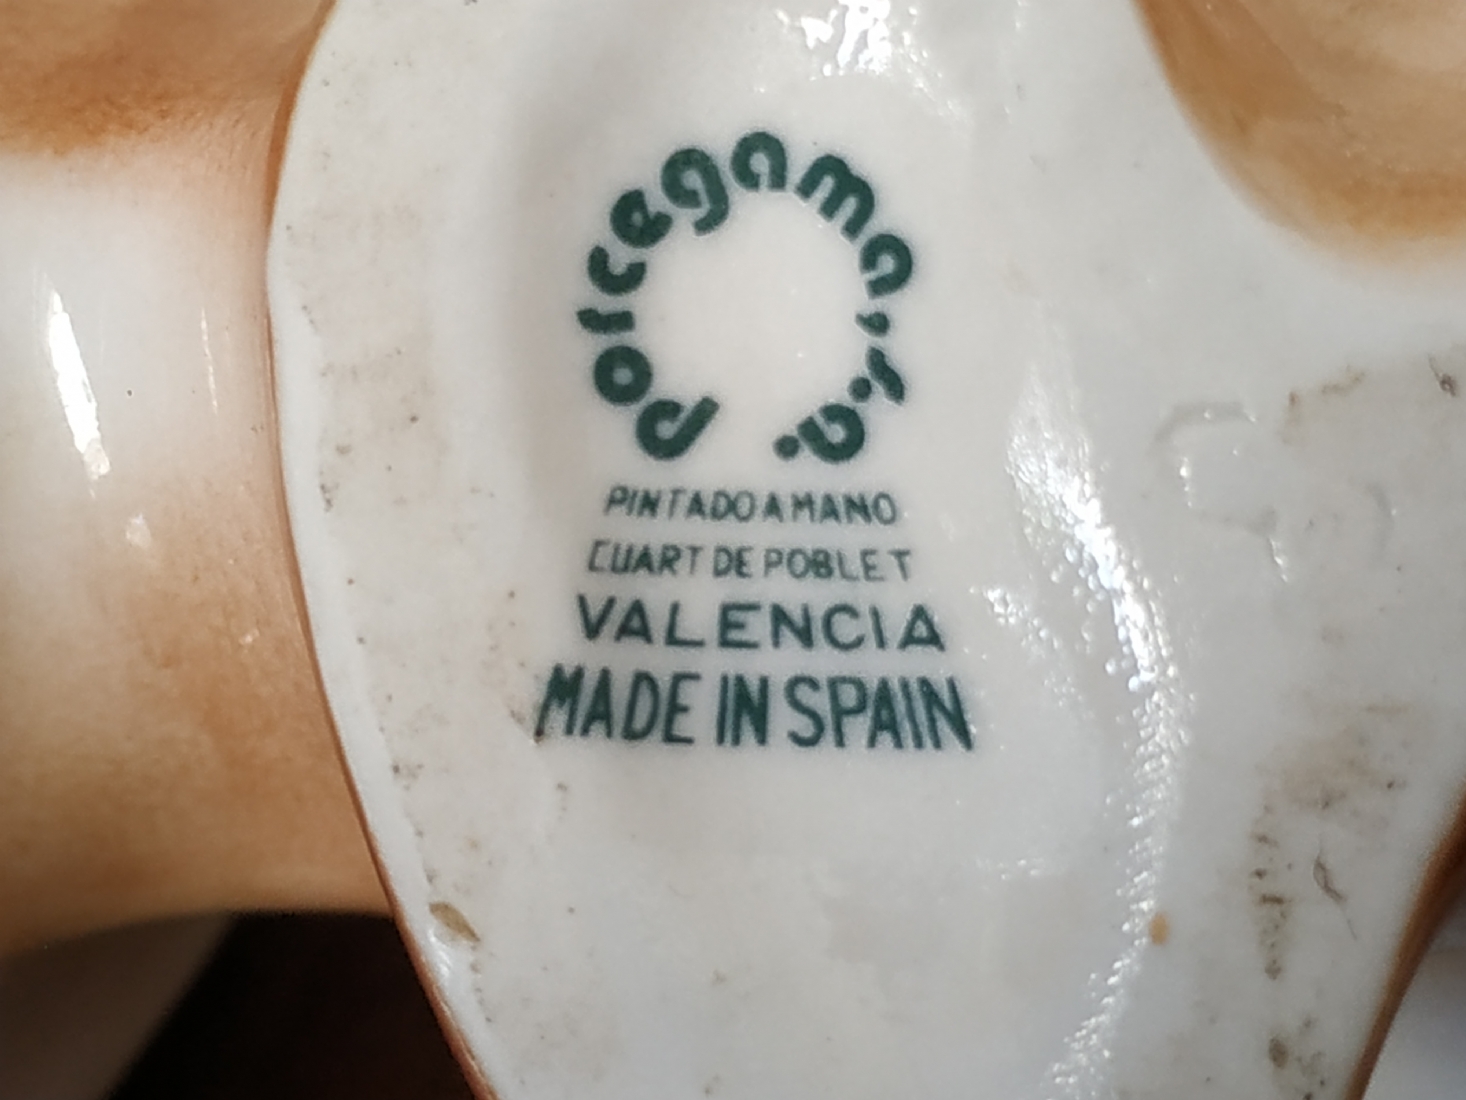 porcegama, s.a.
PINTADO A MANO
CUART DE POBLET
VALENCIA
MADE IN SPAIN